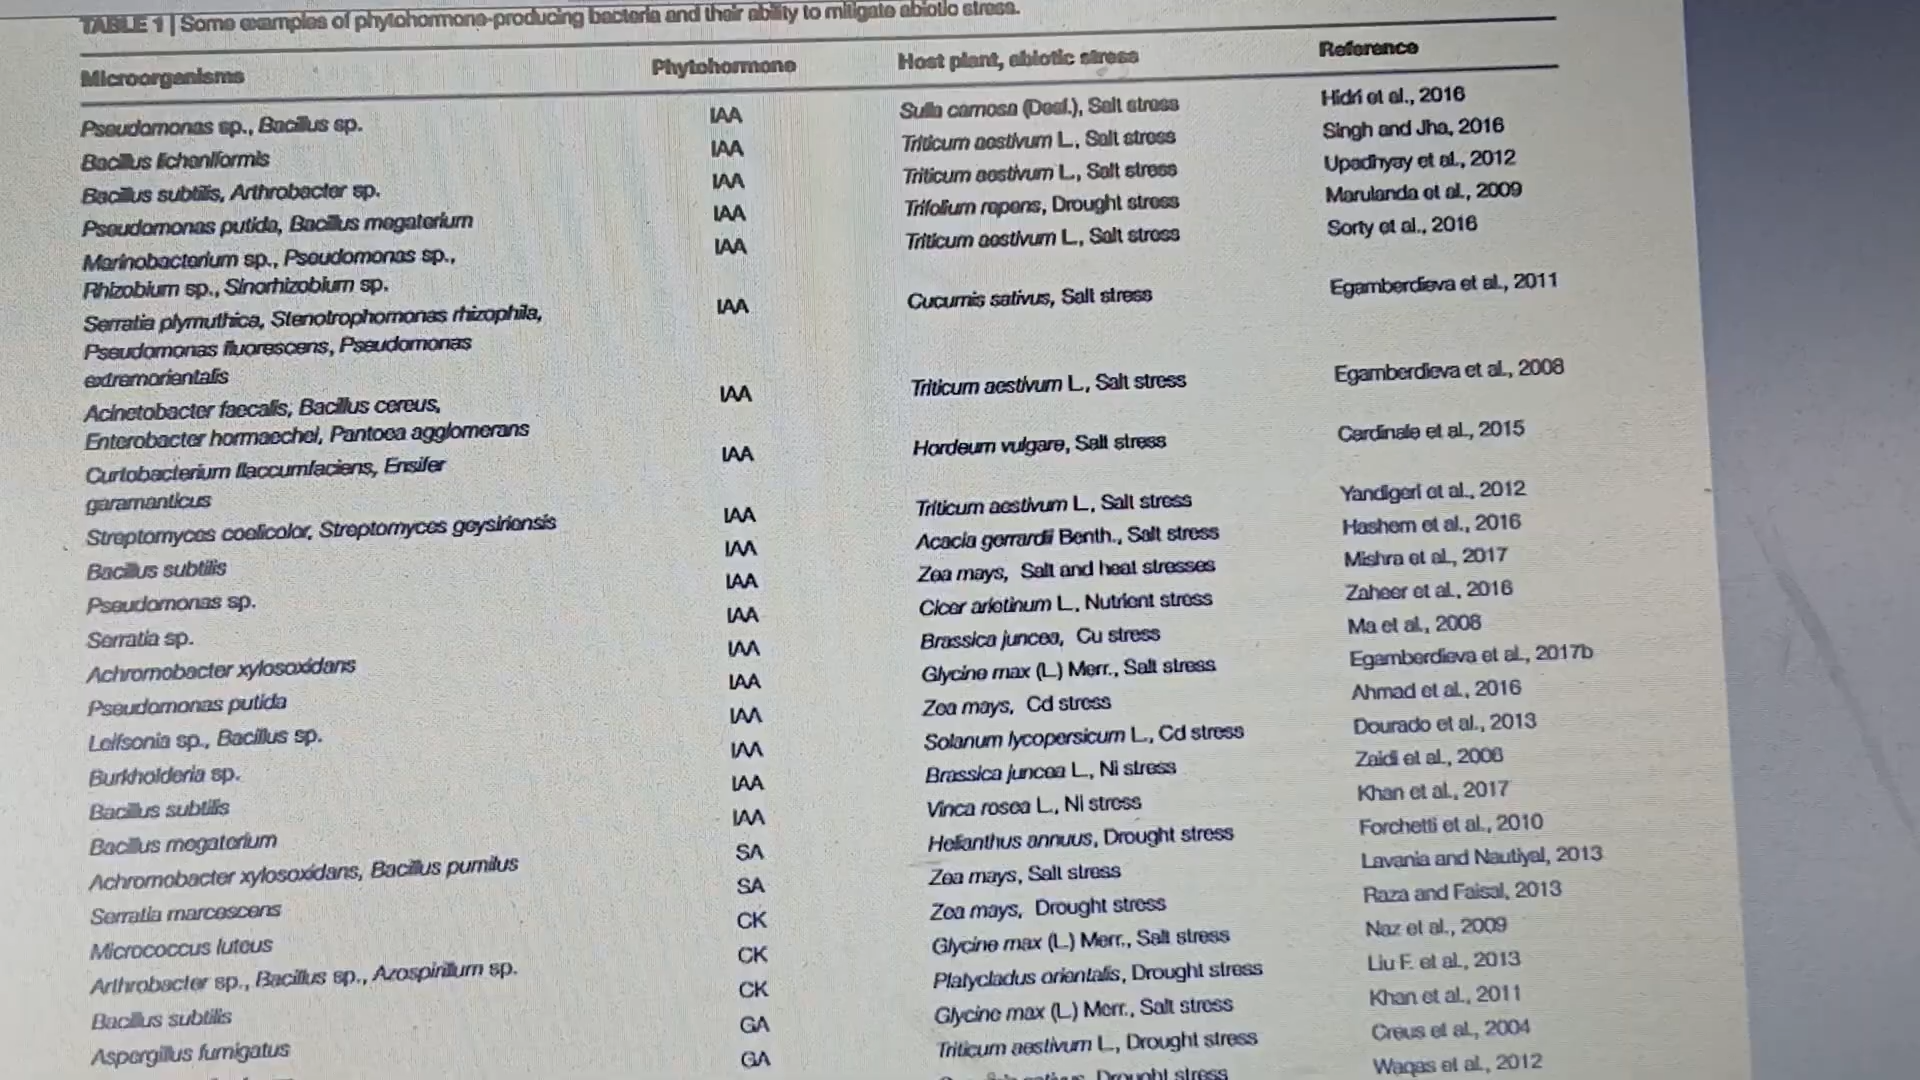 TABLE 1 | Some examples of phytohormone-producing bacteria and their ability to mitigate abiotic stress.
Microorganisms Phytohormone Host plant, abiotic stress Reference
Pseudomonas sp., Bacillus sp. IAA Sulla carnosa (Desf.), Salt stress Hidri et al., 2016
Bacillus licheniformis IAA Triticum aestivum L., Salt stress Singh and Jha, 2016
Bacillus subtilis, Arthrobacter sp. IAA Triticum aestivum L., Salt stress Upadhyay et al., 2012
Pseudomonas putida, Bacillus megaterium IAA Trifolium repens, Drought stress Marulanda et al., 2009
Marinobacterium sp., Pseudomonas sp., IAA Triticum aestivum L., Salt stress Sorty et al., 2016
Rhizobium sp., Sinorhizobium sp.
Serratia plymuthica, Stenotrophomonas rhizophila, IAA Cucumis sativus, Salt stress Egamberdieva et al., 2011
Pseudomonas fluorescens, Pseudomonas
extremorientalis
Acinetobacter faecalis, Bacillus cereus, IAA Triticum aestivum L., Salt stress Egamberdieva et al., 2008
Enterobacter hormaechei, Pantoea agglomerans
Curtobacterium flaccumfaciens, Ensifer IAA Hordeum vulgare, Salt stress Cardinale et al., 2015
garamanticus
Streptomyces coelicolor, Streptomyces geysiriensis IAA Triticum aestivum L., Salt stress Yandigeri et al., 2012
Bacillus subtilis IAA Acacia gerrardii Benth., Salt stress Hashem et al., 2016
Pseudomonas sp. IAA Zea mays, Salt and heat stresses Mishra et al., 2017
Serratia sp. IAA Cicer arietinum L., Nutrient stress Zaheer et al., 2016
Achromobacter xylosoxidans IAA Brassica juncea, Cu stress Ma et al., 2008
Pseudomonas putida IAA Glycine max (L.) Merr., Salt stress Egamberdieva et al., 2017b
Leifsonia sp., Bacillus sp. IAA Zea mays, Cd stress Ahmad et al., 2016
Burkholderia sp. IAA Solanum lycopersicum L., Cd stress Dourado et al., 2013
Bacillus subtilis IAA Brassica juncea L., Ni stress Zaidi et al., 2006
Bacillus megaterium IAA Vinca rosea L., Ni stress Khan et al., 2017
Achromobacter xylosoxidans, Bacillus pumilus SA Helianthus annuus, Drought stress Forchetti et al., 2010
Serratia marcescens SA Zea mays, Salt stress Lavania and Nautiyal, 2013
Micrococcus luteus CK Zea mays, Drought stress Raza and Faisal, 2013
Arthrobacter sp., Bacillus sp., Azospirillum sp. CK Glycine max (L.) Merr., Salt stress Naz et al., 2009
Bacillus subtilis CK Platycladus orientalis, Drought stress Liu F. et al., 2013
Aspergillus fumigatus GA Glycine max (L.) Merr., Salt stress Khan et al., 2011
GA Triticum aestivum L., Drought stress Creus et al., 2004
Drought stress Waqas et al., 2012